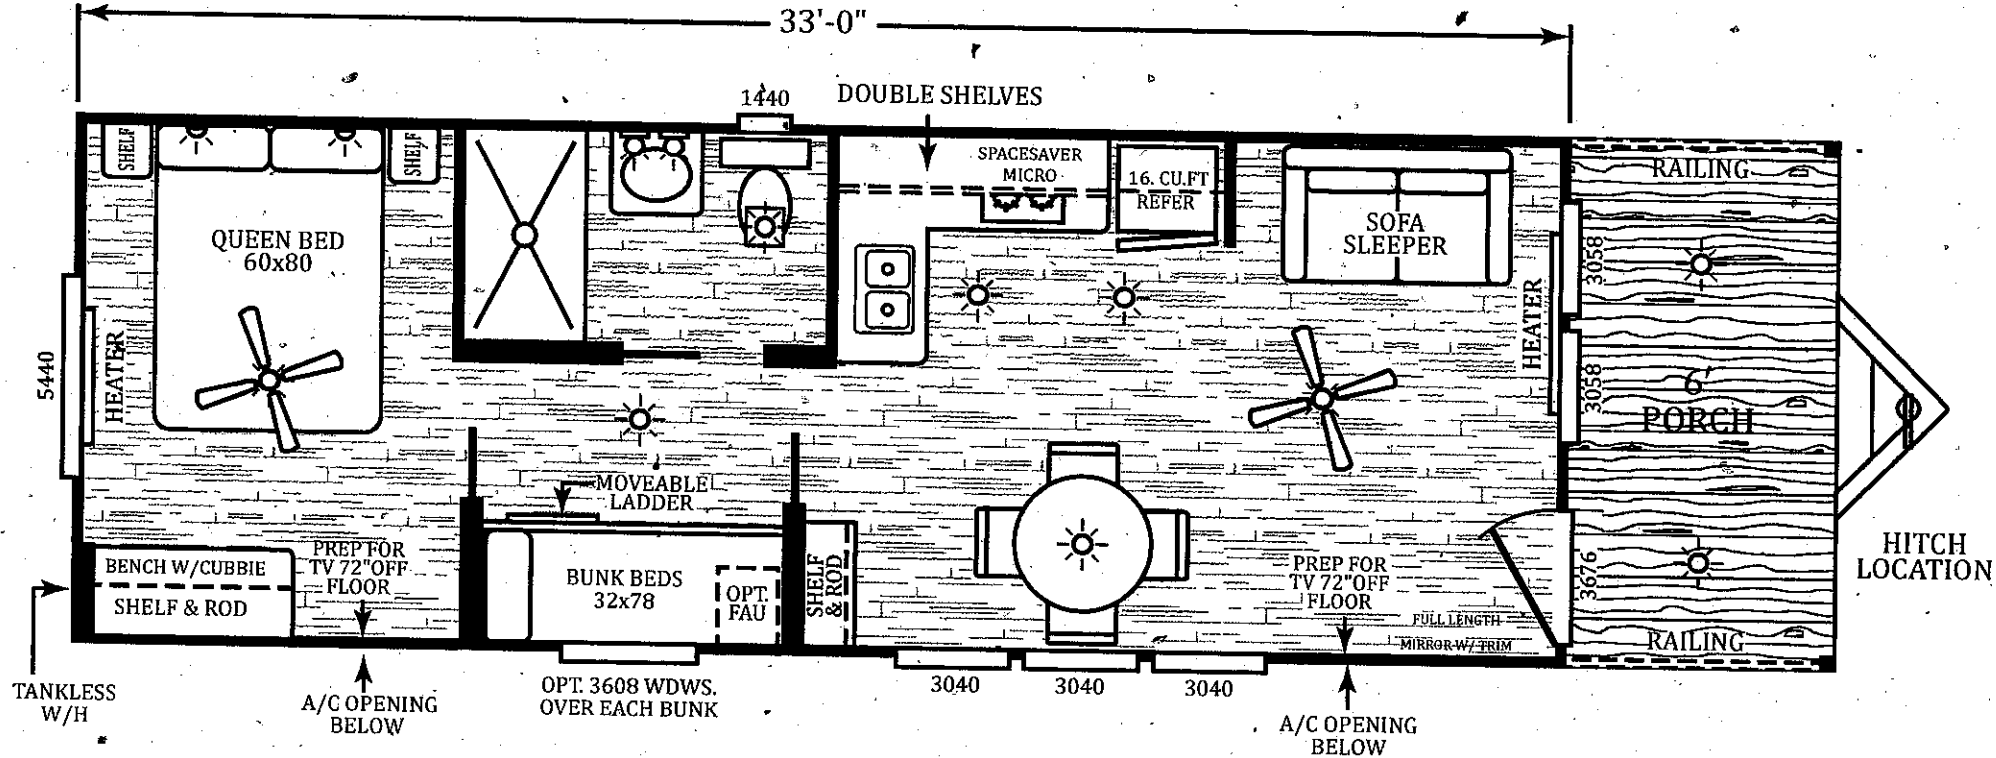 33'-0"
1440
DOUBLE SHELVES
SHELF
SHELF
SPACESAVER
MICRO
16. CU.FT
REFER
RAILING
QUEEN BED
60x80
SOFA
SLEEPER
3058
HEATER
HEATER
5440
3058
6'
PORCH
MOVEABLE
LADDER
HITCH
LOCATION
BENCH W/CUBBIE
SHELF & ROD
PREP FOR
TV 72"OFF
FLOOR
BUNK BEDS
32x78
OPT.
FAU
SHELF
& ROD
PREP FOR
TV 72"OFF
FLOOR
3676
FULL LENGTH
MIRROR W/ TRIM
RAILING
TANKLESS
W/H
A/C OPENING
BELOW
OPT. 3608 WDWS.
OVER EACH BUNK
3040
3040
3040
A/C OPENING
BELOW